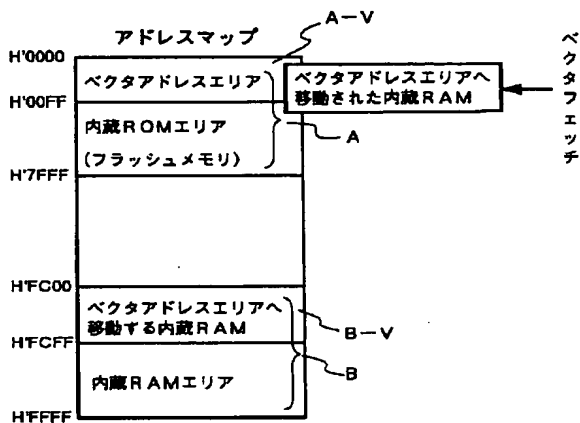 アドレスマップ
A-V
H'0000
ベクタアドレスエリア
H'00FF
内蔵ROMエリア
(フラッシュメモリ)
A
H'7FFF
ベクタアドレスエリアへ
移動された内蔵RAM
ベクタフェッチ
H'FC00
ベクタアドレスエリアへ
移動する内蔵RAM
B-V
H'FCFF
B
内蔵RAMエリア
H'FFFF